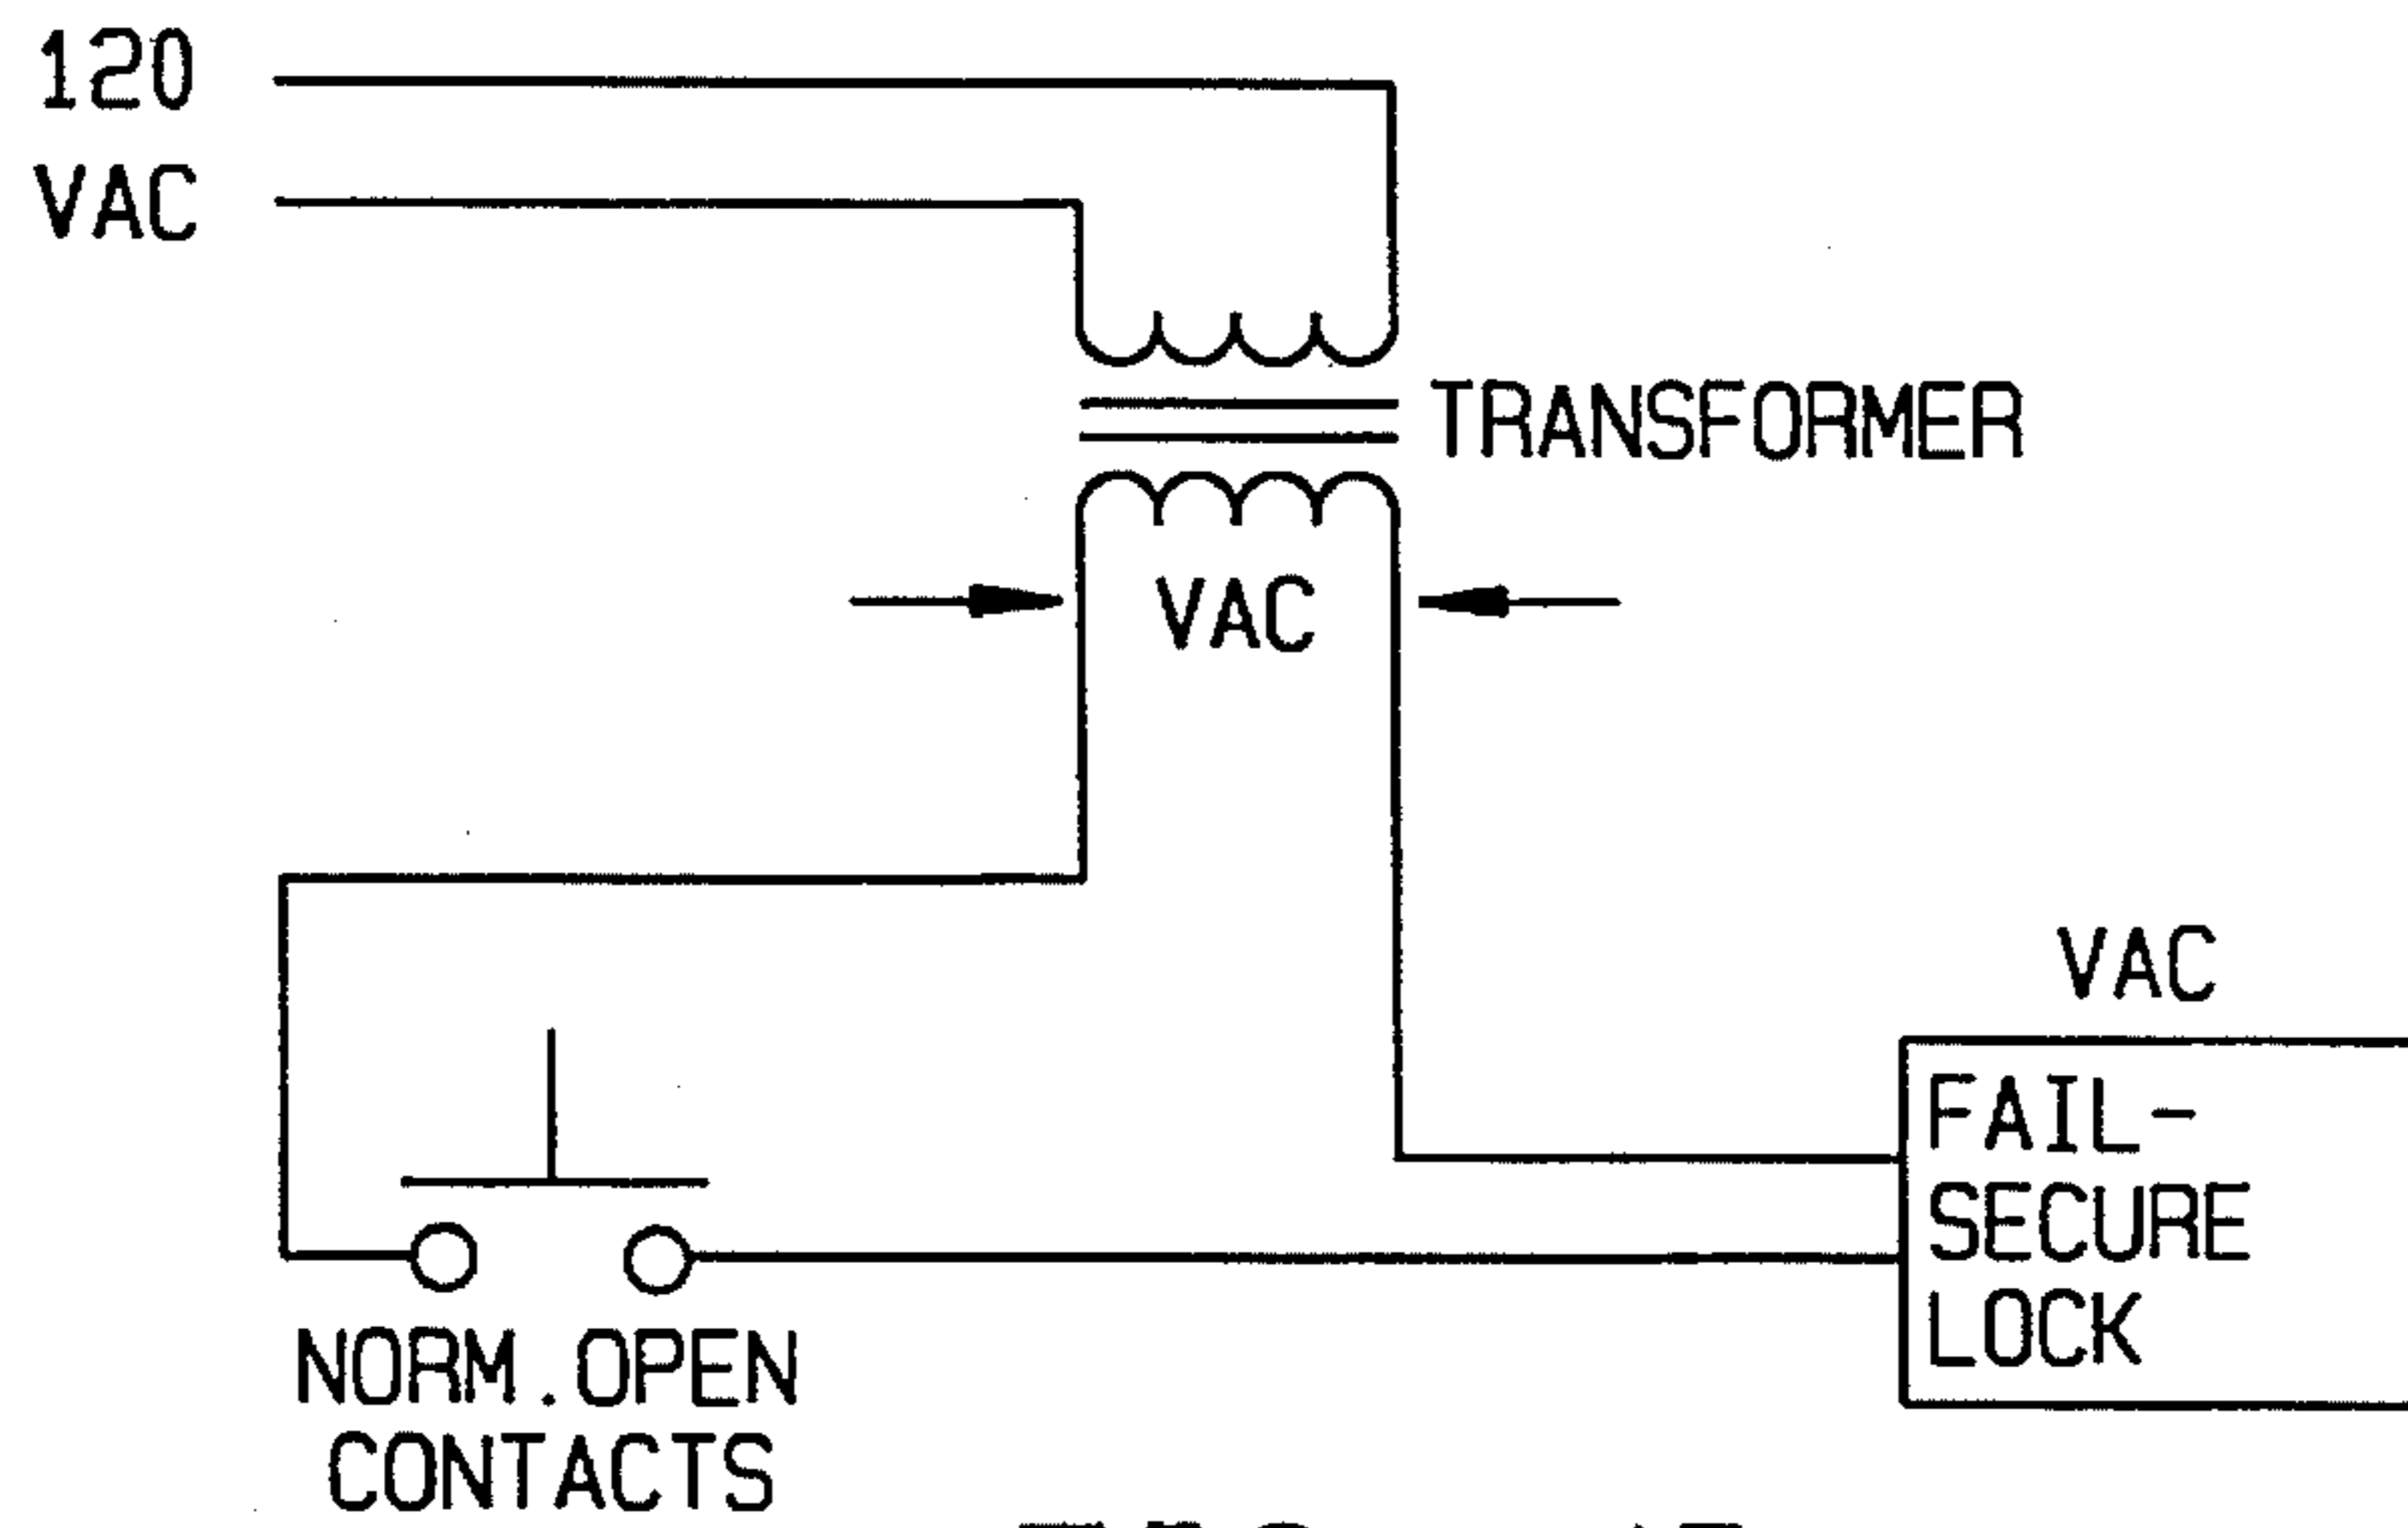 120
VAC
TRANSFORMER
VAC
VAC
FAIL-
SECURE
LOCK
NORM.OPEN
CONTACTS